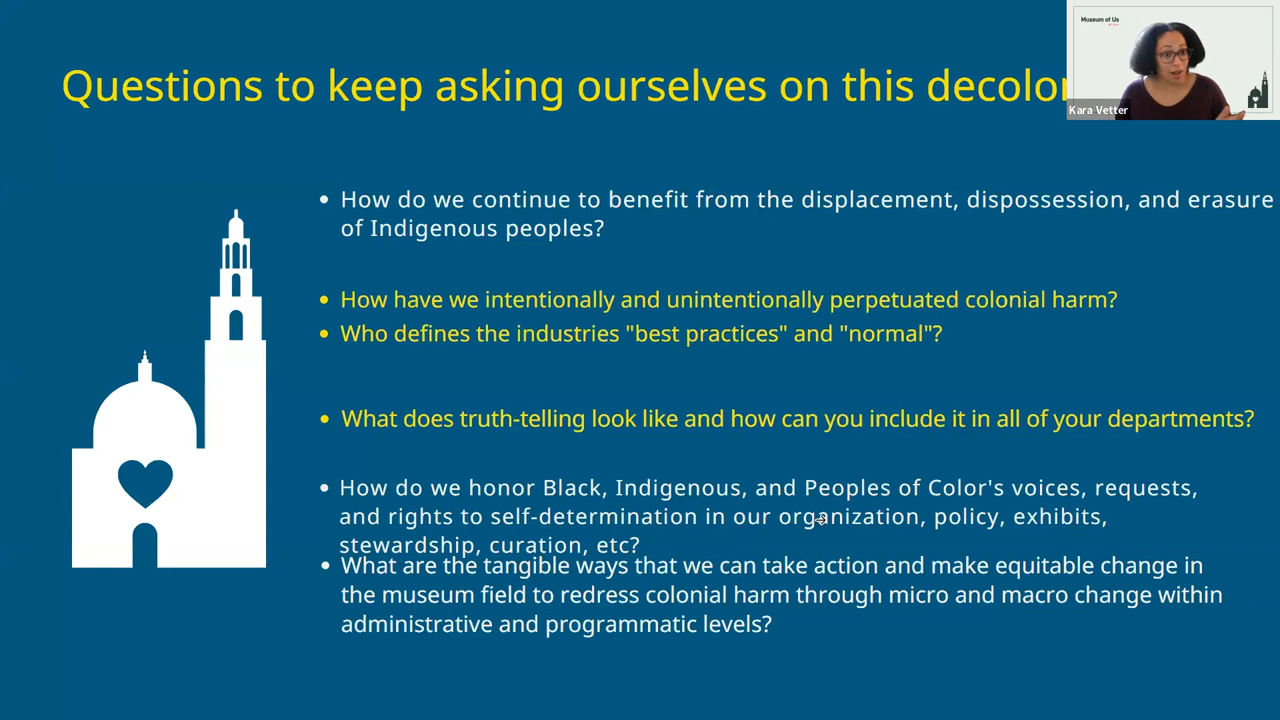 Questions to keep asking ourselves on this
Museum of Us
Kara Vetter
How do we continue to benefit from the displacement, dispossession, and erasure
of Indigenous peoples?
How have we intentionally and unintentionally perpetuated colonial harm?
Who defines the industries "best practices" and "normal"?
What does truth-telling look like and how can you include it in all of your departments?
How do we honor Black, Indigenous, and Peoples of Color's voices, requests,
and rights to self-determination in our organization, policy, exhibits,
stewardship, curation, etc?
What are the tangible ways that we can take action and make equitable change in
the museum field to redress colonial harm through micro and macro change within
administrative and programmatic levels?